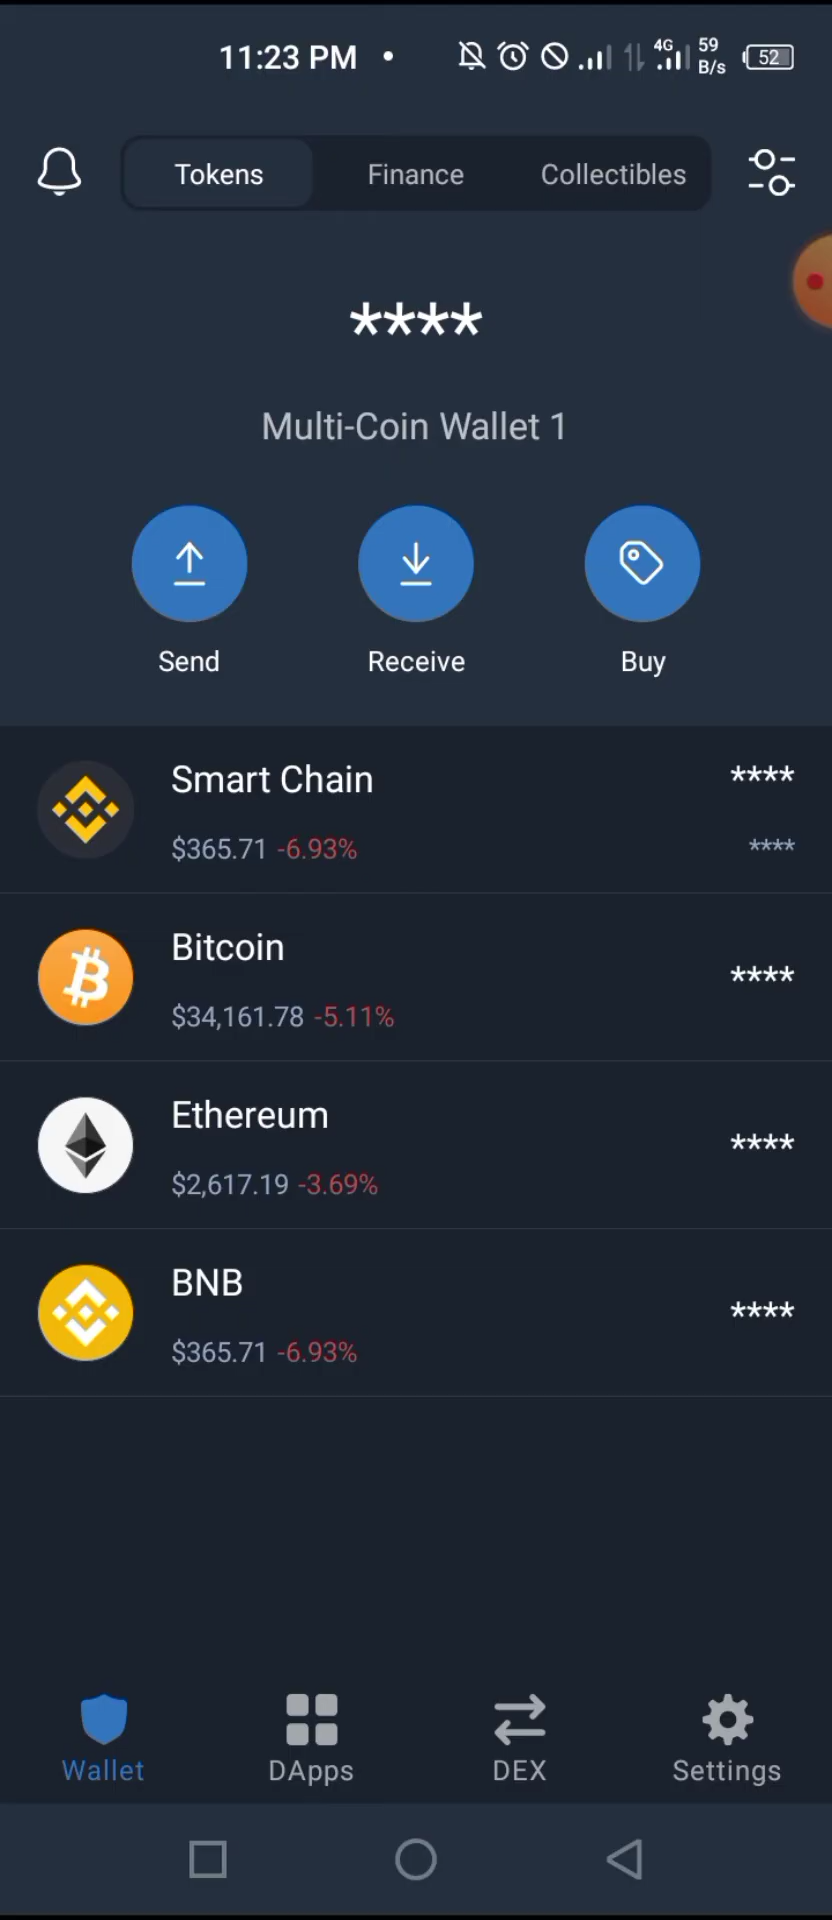 11:23 PM • 4G 59 B/s 52
Tokens Finance Collectibles
****
Multi-Coin Wallet 1
Send Receive Buy
Smart Chain ****
$365.71 -6.93% ****
Bitcoin ****
$34,161.78 -5.11%
Ethereum ****
$2,617.19 -3.69%
BNB ****
$365.71 -6.93%
Wallet DApps DEX Settings